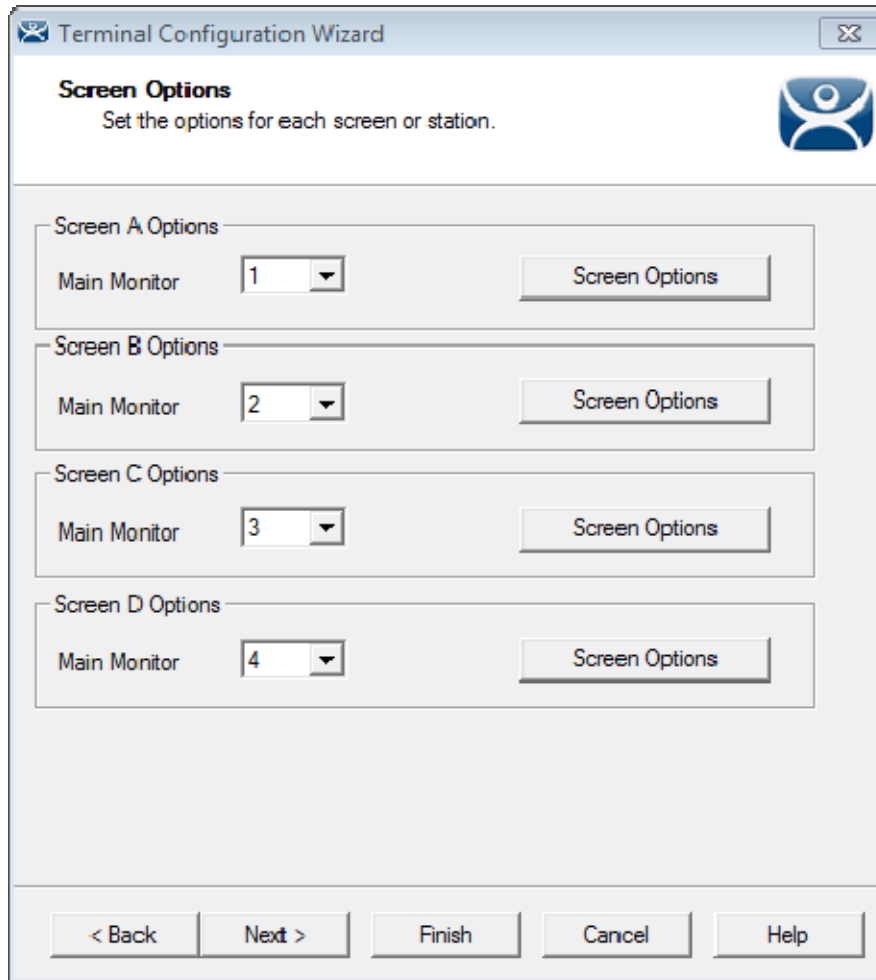 Terminal Configuration Wizard
Screen Options
Set the options for each screen or station.
Screen A Options
Main Monitor 1 Screen Options
Screen B Options
Main Monitor 2 Screen Options
Screen C Options
Main Monitor 3 Screen Options
Screen D Options
Main Monitor 4 Screen Options
< Back Next > Finish Cancel Help